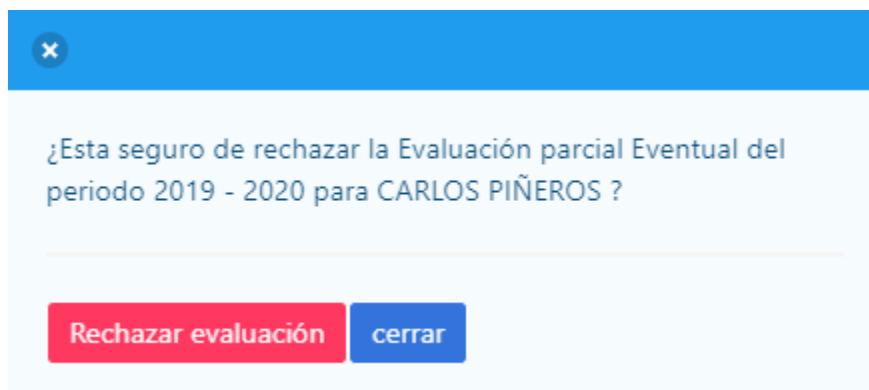 ¿Esta seguro de rechazar la Evaluación parcial Eventual del
periodo 2019 - 2020 para CARLOS PIÑEROS ?
Rechazar evaluación
cerrar